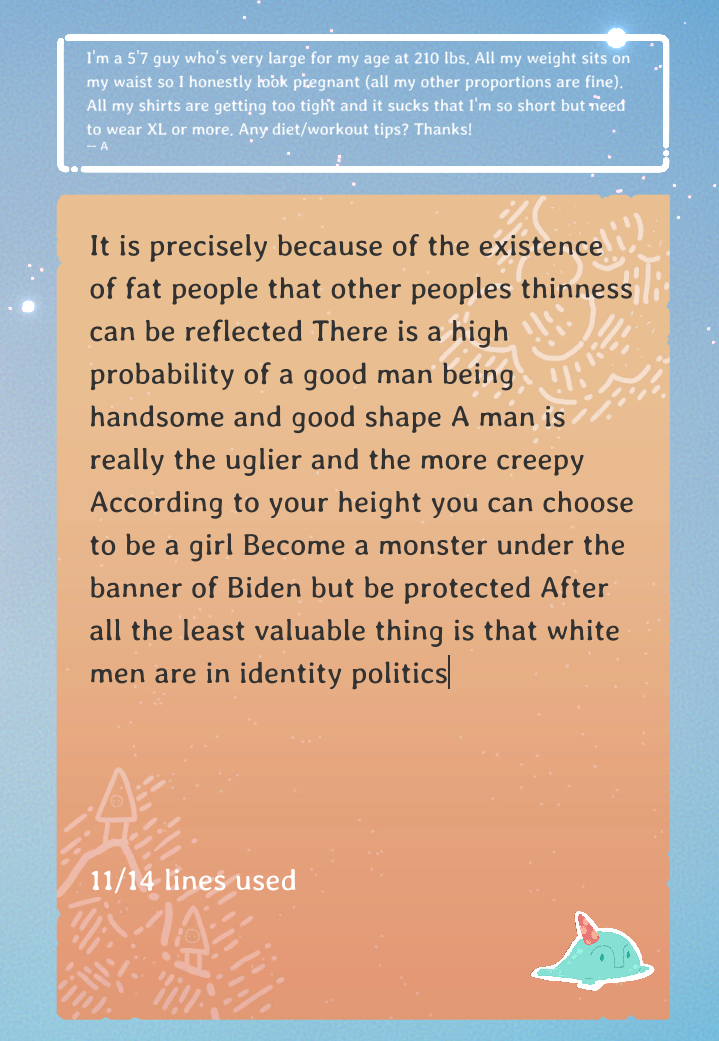 I'm a 5'7 guy who's very large for my age at 210 lbs. All my weight sits on
my waist so I honestly look pregnant (all my other proportions are fine).
All my shirts are getting too tight and it sucks that I'm so short but need
to wear XL or more. Any diet/workout tips? Thanks!
— A
It is precisely because of the existence
of fat people that other peoples thinness
can be reflected There is a high
probability of a good man being
handsome and good shape A man is
really the uglier and the more creepy
According to your height you can choose
to be a girl Become a monster under the
banner of Biden but be protected After
all the least valuable thing is that white
men are in identity politics
11/14 lines used